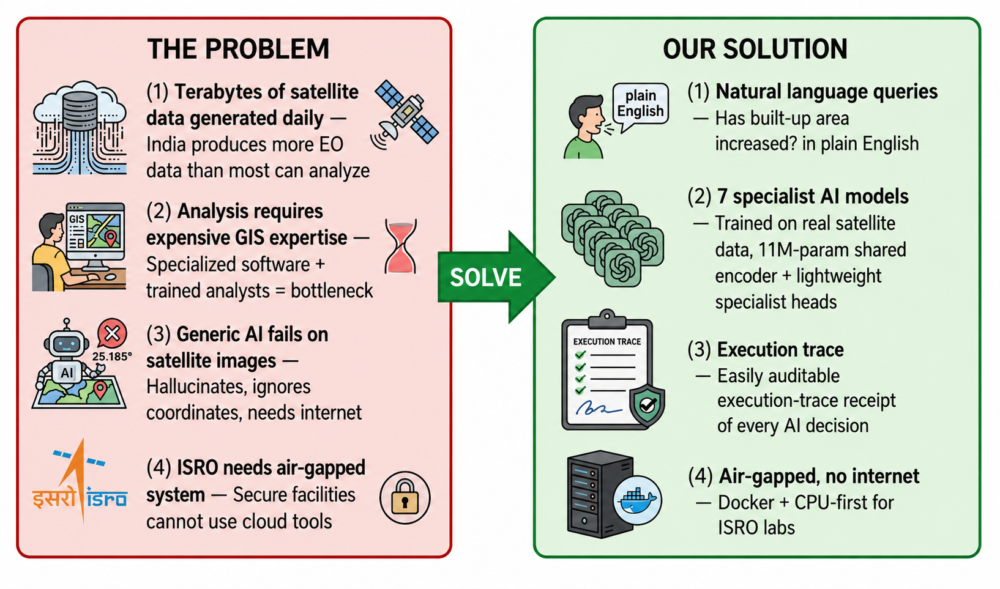 THE PROBLEM
(1) Terabytes of satellite
data generated daily —
India produces more EO
data than most can analyze
GIS
(2) Analysis requires
expensive GIS expertise —
Specialized software +
trained analysts = bottleneck
25.185°
AI
(3) Generic AI fails on
satellite images —
Hallucinates, ignores
coordinates, needs internet
इसरो isro
(4) ISRO needs air-gapped
system — Secure facilities
cannot use cloud tools
SOLVE
OUR SOLUTION
plain
English
(1) Natural language queries
— Has built-up area
increased? in plain English
(2) 7 specialist AI models
— Trained on real satellite
data, 11M-param shared
encoder + lightweight
specialist heads
EXECUTION TRACE
(3) Execution trace
— Easily auditable
execution-trace receipt
of every AI decision
(4) Air-gapped, no internet
— Docker + CPU-first for
ISRO labs